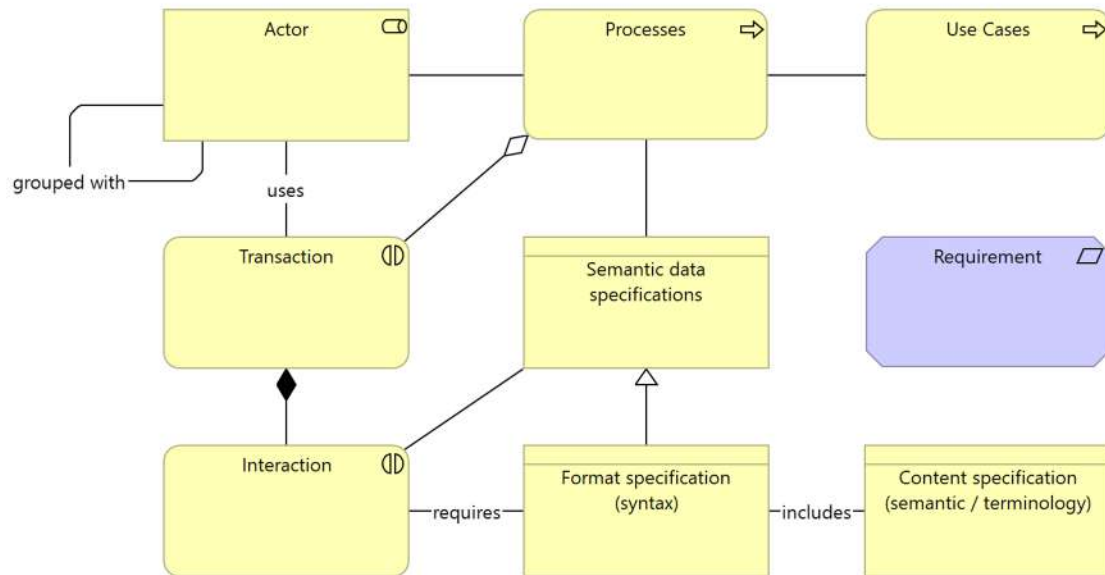 Actor
Processes
Use Cases
grouped with
uses
Transaction
Semantic data
specifications
Requirement
Interaction
requires
Format specification
(syntax)
includes
Content specification
(semantic / terminology)